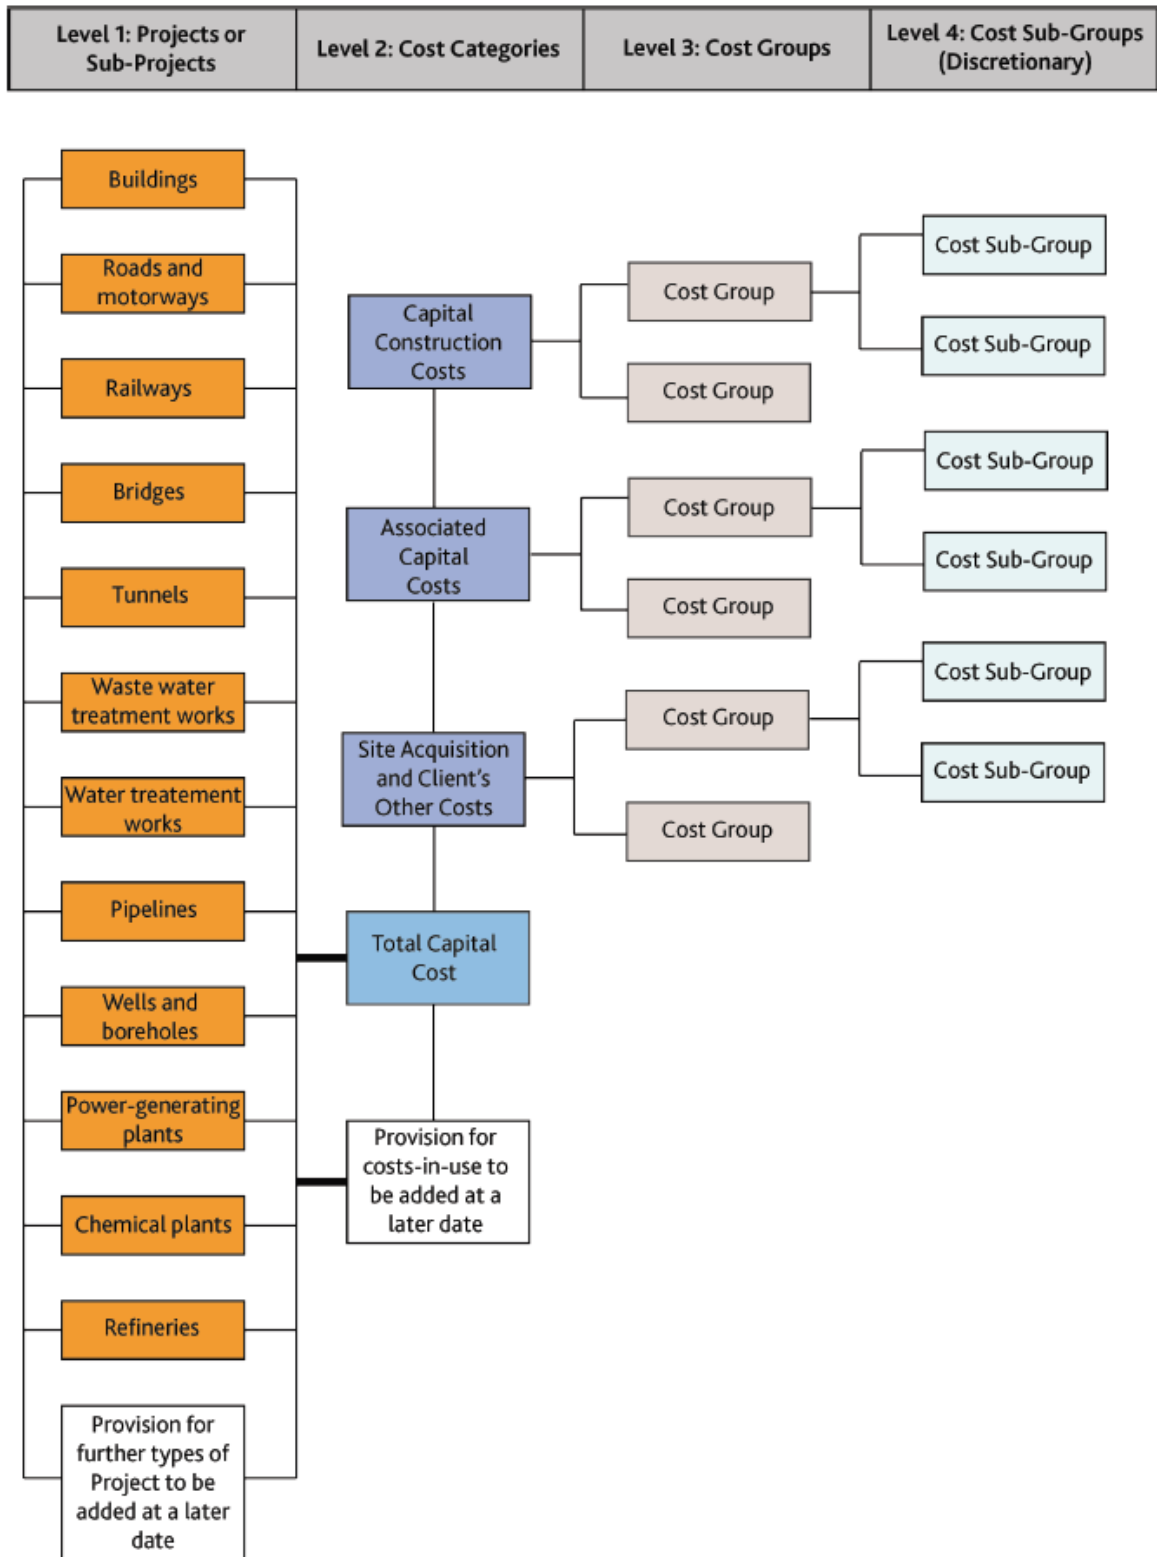 Level 1: Projects or
Sub-Projects
Level 2: Cost Categories
Level 3: Cost Groups
Level 4: Cost Sub-Groups
(Discretionary)
Buildings
Roads and
motorways
Railways
Bridges
Tunnels
Waste water
treatment works
Water treatement
works
Pipelines
Wells and
boreholes
Power-generating
plants
Chemical plants
Refineries
Provision for
further types of
Project to be
added at a later
date
Capital
Construction
Costs
Associated
Capital
Costs
Site Acquisition
and Client's
Other Costs
Total Capital
Cost
Provision for
costs-in-use to
be added at a
later date
Cost Group
Cost Group
Cost Group
Cost Group
Cost Group
Cost Group
Cost Sub-Group
Cost Sub-Group
Cost Sub-Group
Cost Sub-Group
Cost Sub-Group
Cost Sub-Group